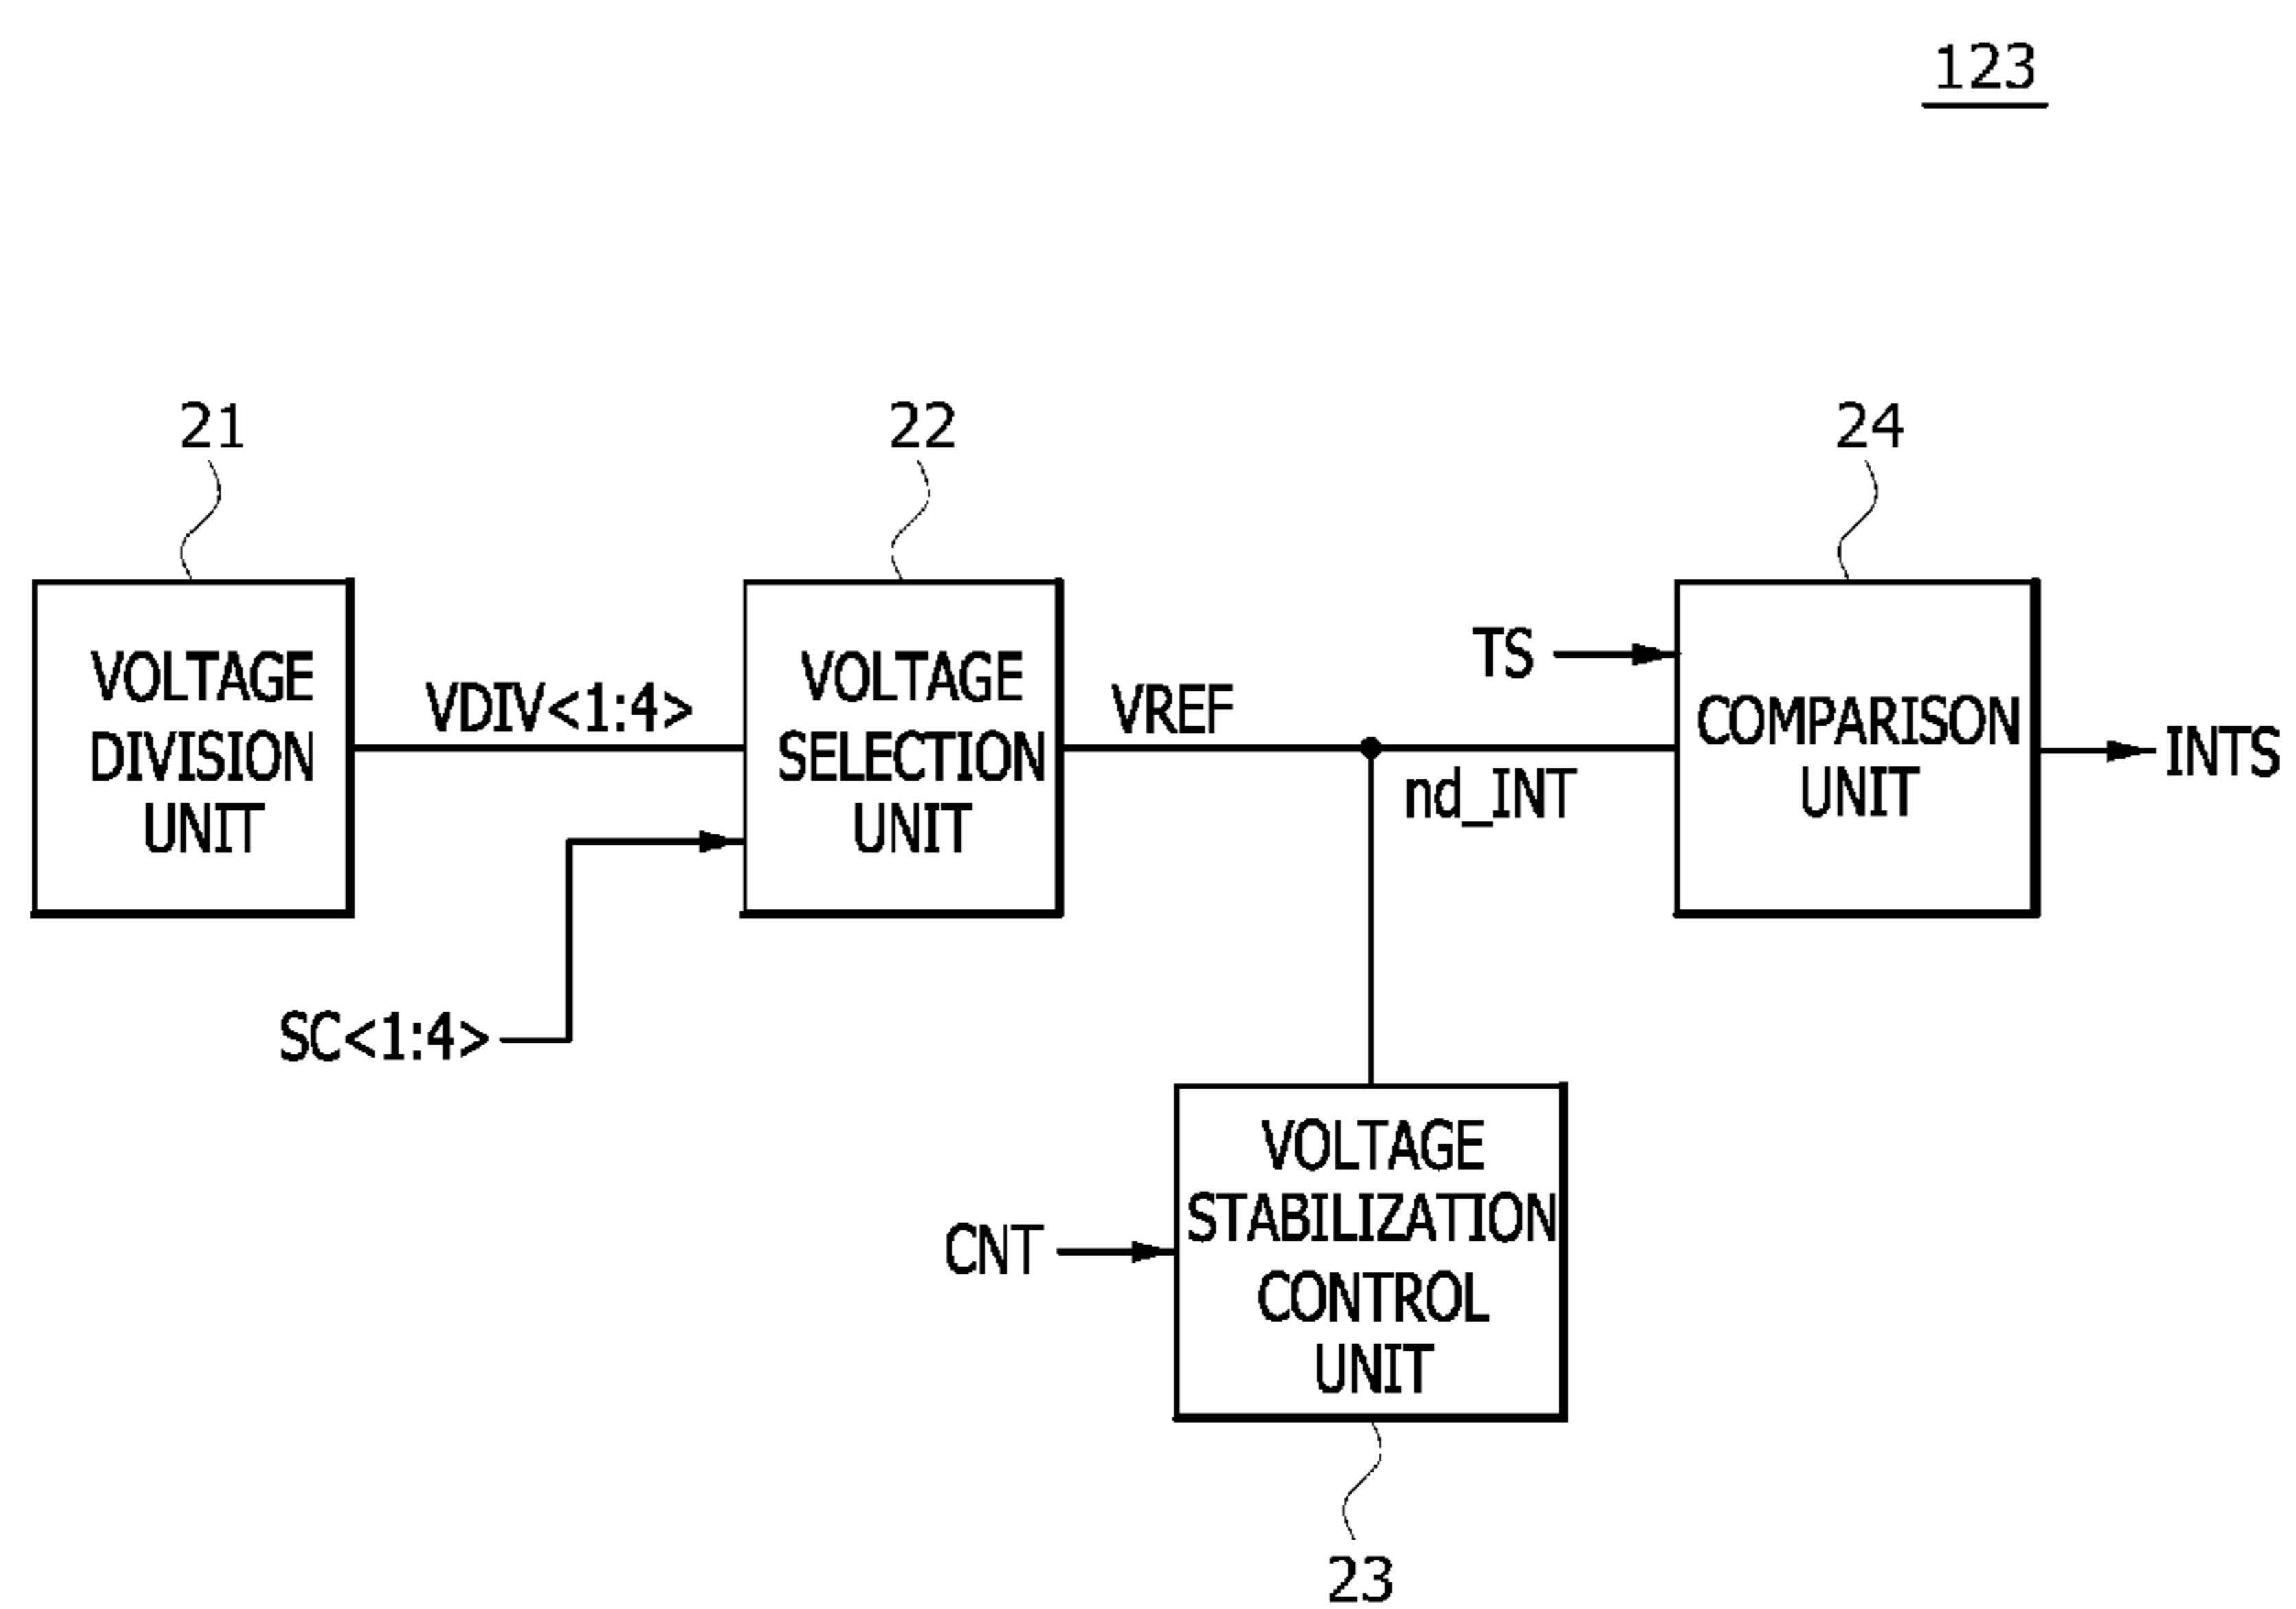 123
21
22
24
VOLTAGE
DIVISION
UNIT
VDIV<1:4>
VOLTAGE
SELECTION
UNIT
SC<1:4>
VREF
nd_INT
TS
COMPARISON
UNIT
INTS
CNT
VOLTAGE
STABILIZATION
CONTROL
UNIT
23